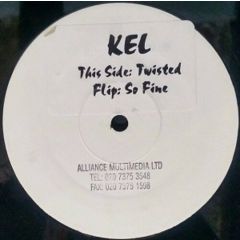 KEL
This Side: Twisted
Flip: So Fine
ALLIANCE MULTIMEDIA LTD
TEL: 020 7375 3548
FAX: 020 7375 1598